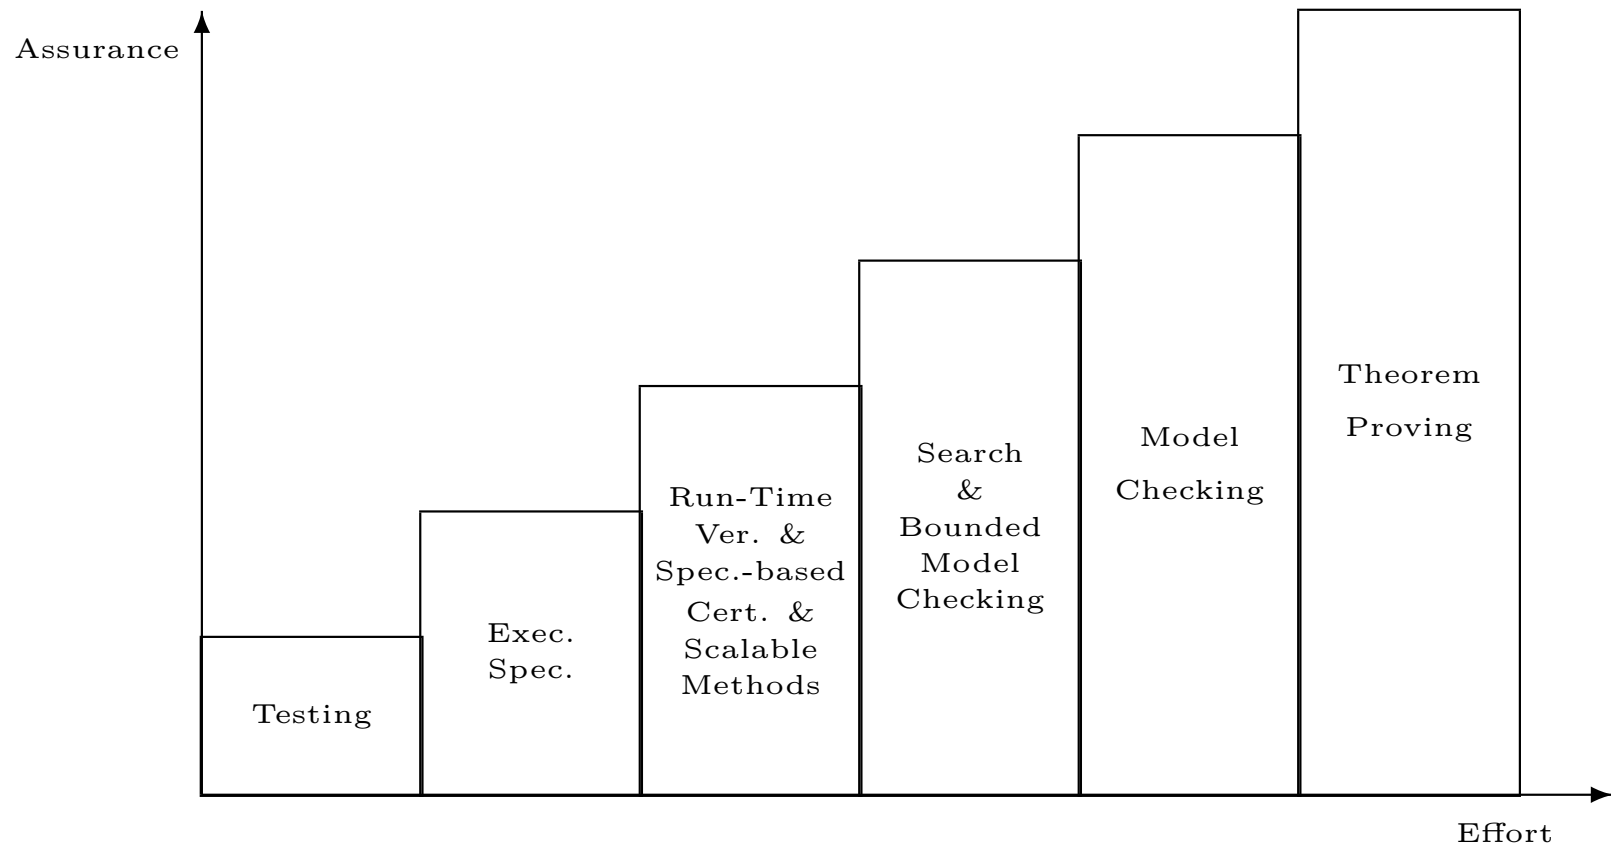 Assurance
Testing
Exec.
Spec.
Run-Time
Ver. &
Spec.-based
Cert. &
Scalable
Methods
Search
&
Bounded
Model
Checking
Model
Checking
Theorem
Proving
Effort